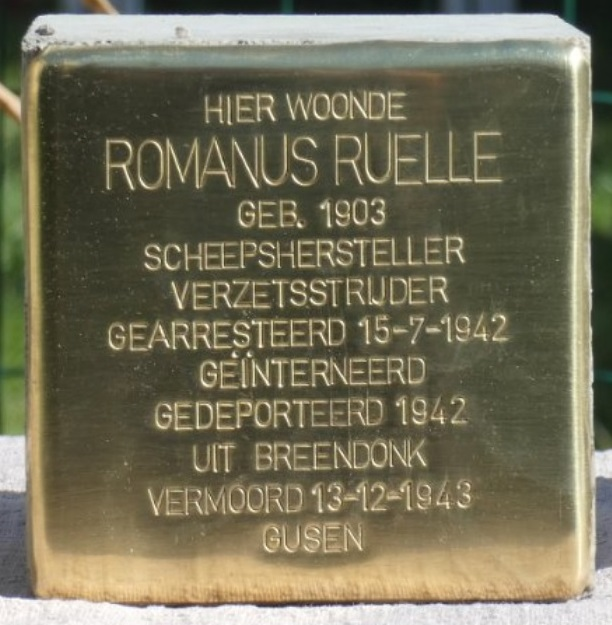 HIER WOONDE
ROMANUS RUELLE
GEB. 1903
SCHEEPSHERSTELLER
VERZETSSTRIJDER
GEARRESTEERD 15-7-1942
GEÏNTERNEERD
GEDEPORTEERD 1942
UIT BREENDONK
VERMOORD 13-12-1943
GUSEN